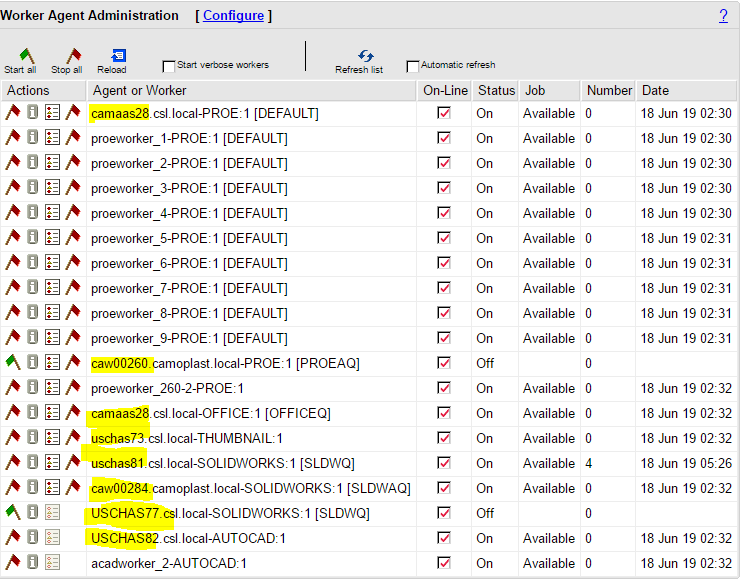 Worker Agent Administration [ Configure ] ?
Start all Stop all Reload Start verbose workers Refresh list Automatic refresh
Actions Agent or Worker On-Line Status Job Number Date
camaas28.csl.local-PROE:1 [DEFAULT] On Available 0 18 Jun 19 02:30
proeworker_1-PROE:1 [DEFAULT] On Available 0 18 Jun 19 02:30
proeworker_2-PROE:1 [DEFAULT] On Available 0 18 Jun 19 02:30
proeworker_3-PROE:1 [DEFAULT] On Available 0 18 Jun 19 02:30
proeworker_4-PROE:1 [DEFAULT] On Available 0 18 Jun 19 02:30
proeworker_5-PROE:1 [DEFAULT] On Available 0 18 Jun 19 02:31
proeworker_6-PROE:1 [DEFAULT] On Available 0 18 Jun 19 02:31
proeworker_7-PROE:1 [DEFAULT] On Available 0 18 Jun 19 02:31
proeworker_8-PROE:1 [DEFAULT] On Available 0 18 Jun 19 02:31
proeworker_9-PROE:1 [DEFAULT] On Available 0 18 Jun 19 02:31
caw00260.camoplast.local-PROE:1 [PROEAQ] Off 0
proeworker_260-2-PROE:1 On Available 0 18 Jun 19 02:32
camaas28.csl.local-OFFICE:1 [OFFICEQ] On Available 0 18 Jun 19 02:32
uschas73.csl.local-THUMBNAIL:1 On Available 0 18 Jun 19 02:32
uschas81.csl.local-SOLIDWORKS:1 [SLDWQ] On Available 4 18 Jun 19 05:26
caw00284.camoplast.local-SOLIDWORKS:1 [SLDWAQ] On Available 0 18 Jun 19 02:32
USCHAS77.csl.local-SOLIDWORKS:1 [SLDWQ] Off 0
USCHAS82.csl.local-AUTOCAD:1 On Available 0 18 Jun 19 02:32
acadworker_2-AUTOCAD:1 On Available 0 18 Jun 19 02:32